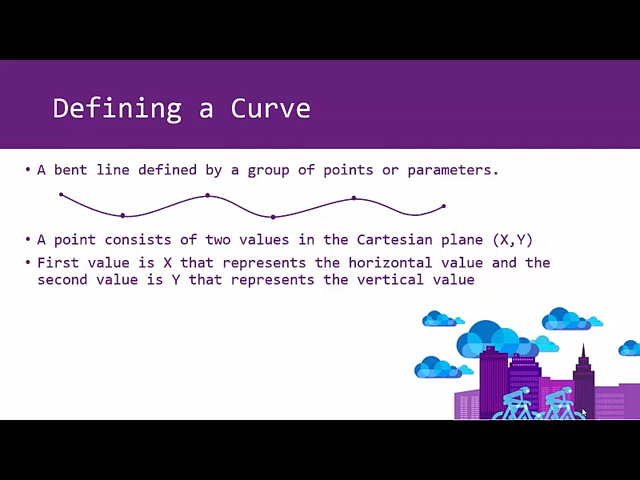 Defining a Curve
• A bent line defined by a group of points or parameters.
• A point consists of two values in the Cartesian plane (X,Y)
• First value is X that represents the horizontal value and the
second value is Y that represents the vertical value